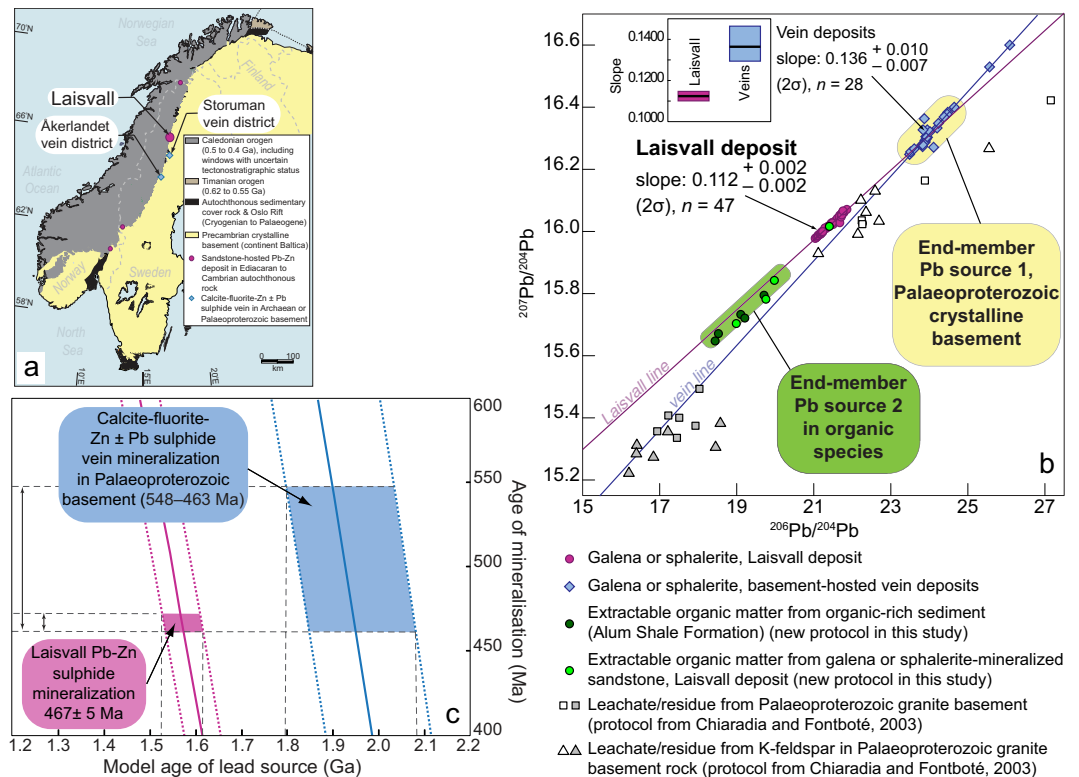 a
70°N
66°N
62°N
58°N
10°E
15°E
20°E
Norwegian
Sea
Finland
Atlantic
Ocean
Norway
Sweden
North
Sea
Laisvall
Storuman
vein district
Åkerlandet
vein district
Caledonian orogen
(0.5 to 0.4 Ga), including
windows with uncertain
tectonostratigraphic status
Timanian orogen
(0.62 to 0.55 Ga)
Autochthonous sedimentary
cover rock & Oslo Rift
(Cryogenian to Palaeogene)
Precambrian crystalline
basement (continent Baltica)
Sandstone-hosted Pb-Zn
deposit in Ediacaran to
Cambrian autochthonous
rock
Calcite-fluorite-Zn ± Pb
sulphide vein in Archaean or
Palaeoproterozoic basement
0 100
km
b
16.6
16.4
16.2
16.0
15.8
15.6
15.4
15.2
²⁰⁷Pb/²⁰⁴Pb
15 17 19 21 23 25 27
²⁰⁶Pb/²⁰⁴Pb
0.1400
0.1200
0.1000
Slope
Laisvall
Veins
Vein deposits
slope: 0.136 + 0.010
− 0.007
(2σ), n = 28
Laisvall deposit
slope: 0.112 + 0.002
− 0.002
(2σ), n = 47
Laisvall line
vein line
End-member
Pb source 1,
Palaeoproterozoic
crystalline
basement
End-member
Pb source 2
in organic
species
Galena or sphalerite, Laisvall deposit
Galena or sphalerite, basement-hosted vein deposits
Extractable organic matter from organic-rich sediment
(Alum Shale Formation) (new protocol in this study)
Extractable organic matter from galena or sphalerite-mineralized
sandstone, Laisvall deposit (new protocol in this study)
Leachate/residue from Palaeoproterozoic granite basement
(protocol from Chiaradia and Fontboté, 2003)
Leachate/residue from K-feldspar in Palaeoproterozoic granite
basement rock (protocol from Chiaradia and Fontboté, 2003)
c
Calcite-fluorite-
Zn ± Pb sulphide
vein mineralization
in Palaeoproterozoic
basement (548–463 Ma)
Laisvall Pb-Zn
sulphide
mineralization
467± 5 Ma
600
550
500
450
400
Age of mineralisation (Ma)
1.2 1.3 1.4 1.5 1.6 1.7 1.8 1.9 2.0 2.1 2.2
Model age of lead source (Ga)